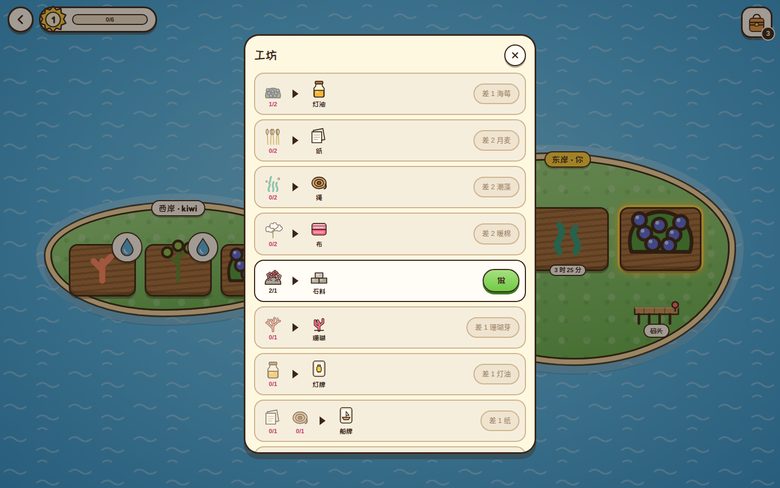 1
0/6
3
工坊
1/2
灯油
差 1 海莓
0/2
纸
差 2 月麦
0/2
绳
差 2 潮藻
0/2
布
差 2 暖棉
2/1
石料
做
0/1
珊瑚
差 1 珊瑚芽
0/1
灯牌
差 1 灯油
0/1
0/1
船牌
差 1 纸
西岸·kiwi
东岸·你
3 时 25 分
码头